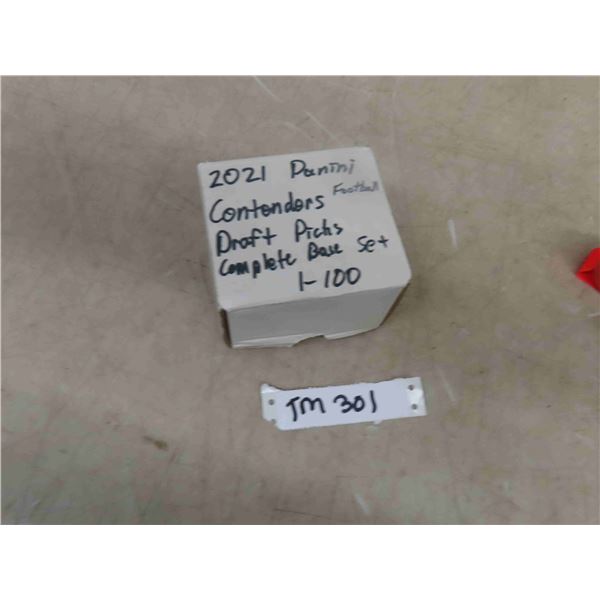 2021 Panini
Football
Contenders
Draft Picks
Complete Base Set
1-100
JM 301